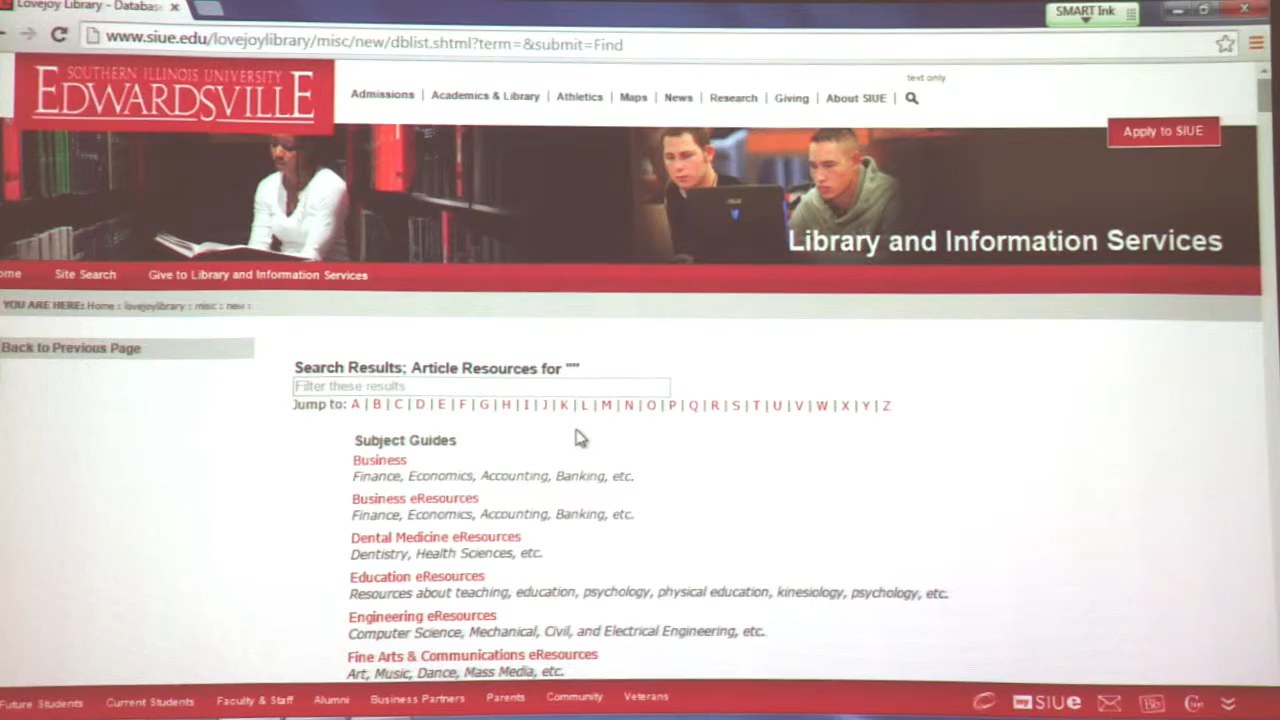 Lovejoy Library - Databas
SMART Ink
www.siue.edu/lovejoylibrary/misc/new/dblist.shtml?term=&submit=Find
text only
SOUTHERN ILLINOIS UNIVERSITY
EDWARDSVILLE
Admissions | Academics & Library | Athletics | Maps | News | Research | Giving | About SIUE |
Apply to SIUE
ASUS
Library and Information Services
ome Site Search Give to Library and Information Services
YOU ARE HERE: Home : lovejoylibrary : misc : new :
Back to Previous Page
Search Results; Article Resources for ""
Filter these results
Jump to: A | B | C | D | E | F | G | H | I | J | K | L | M | N | O | P | Q | R | S | T | U | V | W | X | Y | Z
Subject Guides
Business
Finance, Economics, Accounting, Banking, etc.
Business eResources
Finance, Economics, Accounting, Banking, etc.
Dental Medicine eResources
Dentistry, Health Sciences, etc.
Education eResources
Resources about teaching, education, psychology, physical education, kinesiology, psychology, etc.
Engineering eResources
Computer Science, Mechanical, Civil, and Electrical Engineering, etc.
Fine Arts & Communications eResources
Art, Music, Dance, Mass Media, etc.
Future Students Current Students Faculty & Staff Alumni Business Partners Parents Community Veterans
my SIUe Bb